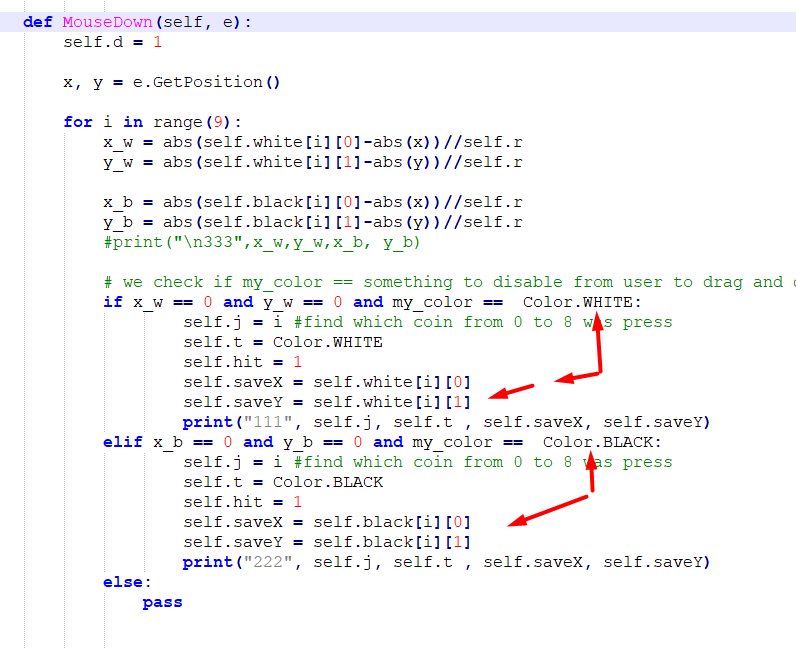 def MouseDown(self, e):
self.d = 1
x, y = e.GetPosition()
for i in range(9):
x_w = abs(self.white[i][0]-abs(x))//self.r
y_w = abs(self.white[i][1]-abs(y))//self.r
x_b = abs(self.black[i][0]-abs(x))//self.r
y_b = abs(self.black[i][1]-abs(y))//self.r
#print("\n333",x_w,y_w,x_b, y_b)
# we check if my_color == something to disable from user to drag and
if x_w == 0 and y_w == 0 and my_color ==  Color.WHITE:
self.j = i #find which coin from 0 to 8 was press
self.t = Color.WHITE
self.hit = 1
self.saveX = self.white[i][0]
self.saveY = self.white[i][1]
print("111", self.j, self.t , self.saveX, self.saveY)
elif x_b == 0 and y_b == 0 and my_color ==  Color.BLACK:
self.j = i #find which coin from 0 to 8 was press
self.t = Color.BLACK
self.hit = 1
self.saveX = self.black[i][0]
self.saveY = self.black[i][1]
print("222", self.j, self.t , self.saveX, self.saveY)
else:
pass